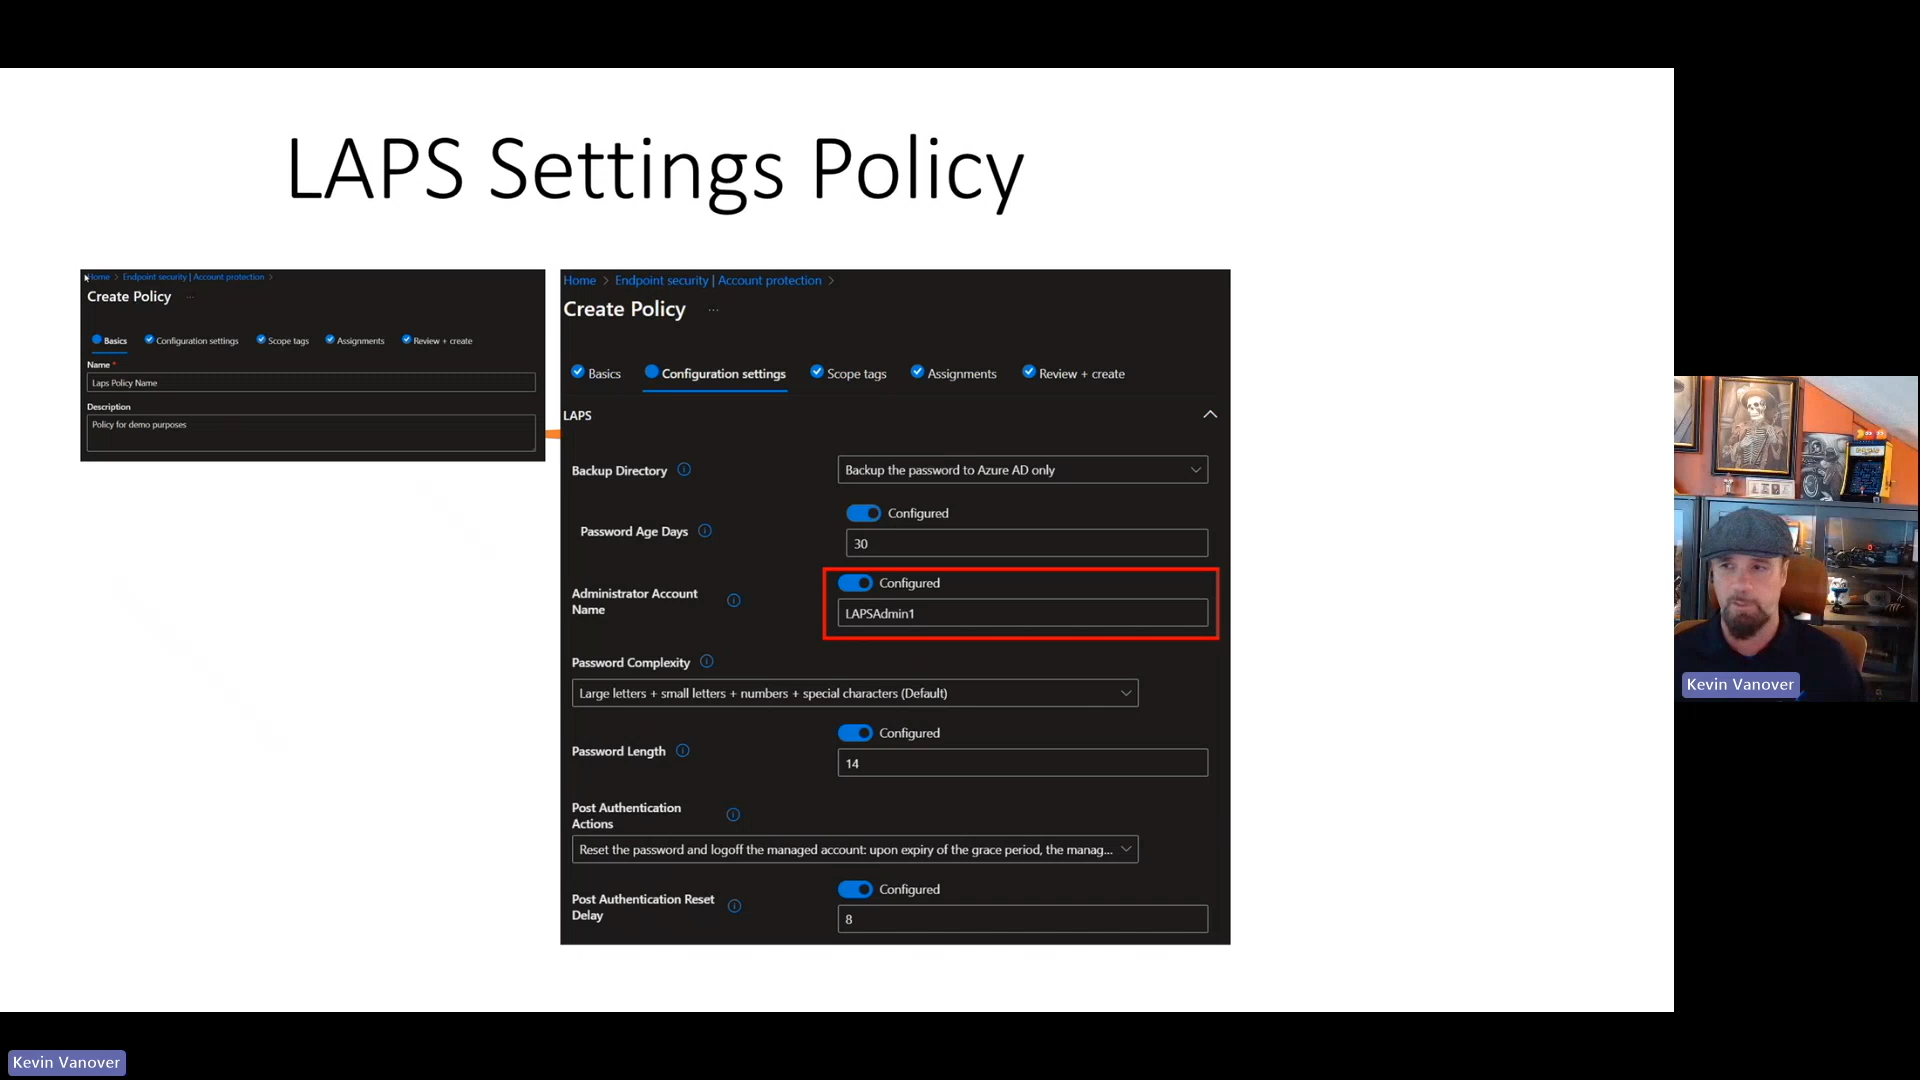 LAPS Settings Policy
Home > Endpoint security | Account protection >
Create Policy ...
Basics Configuration settings Scope tags Assignments Review + create
Name *
Laps Policy Name
Description
Policy for demo purposes
Home > Endpoint security | Account protection >
Create Policy ...
Basics Configuration settings Scope tags Assignments Review + create
LAPS
Backup Directory Backup the password to Azure AD only
Configured
Password Age Days
30
Configured
Administrator Account
Name
LAPSAdmin1
Password Complexity
Large letters + small letters + numbers + special characters (Default)
Configured
Password Length
14
Post Authentication
Actions
Reset the password and logoff the managed account: upon expiry of the grace period, the manag...
Configured
Post Authentication Reset
Delay
8
Kevin Vanover
Kevin Vanover